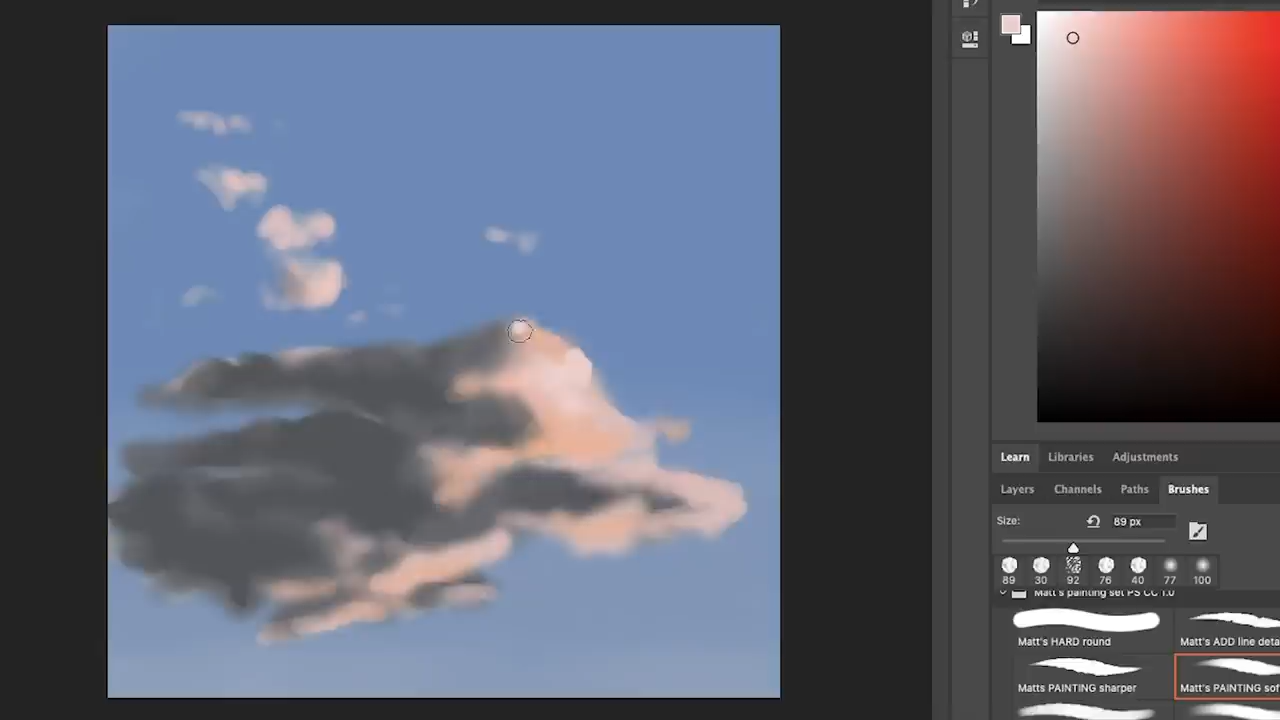 Learn Libraries Adjustments
Layers Channels Paths Brushes
Size: 89 px
89 30 92 76 40 77 100
Matt's painting set PS CC 1.0
Matt's HARD round Matt's ADD line deta
Matts PAINTING sharper Matt's PAINTING sof